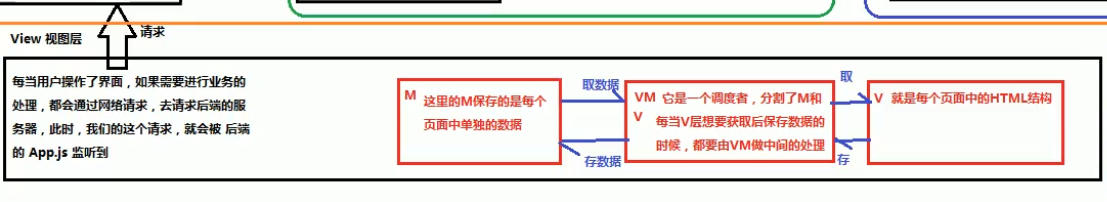 请求
View 视图层
每当用户操作了界面，如果需要进行业务的
处理，都会通过网络请求，去请求后端的服
务器，此时，我们的这个请求，就会被 后端
的 App.js 监听到
M 这里的M保存的是每个
页面中单独的数据
取数据
存数据
VM 它是一个调度者，分割了M和
V 每当V层想要获取后保存数据的
时候，都要由VM做中间的处理
取
存
V 就是每个页面中的HTML结构